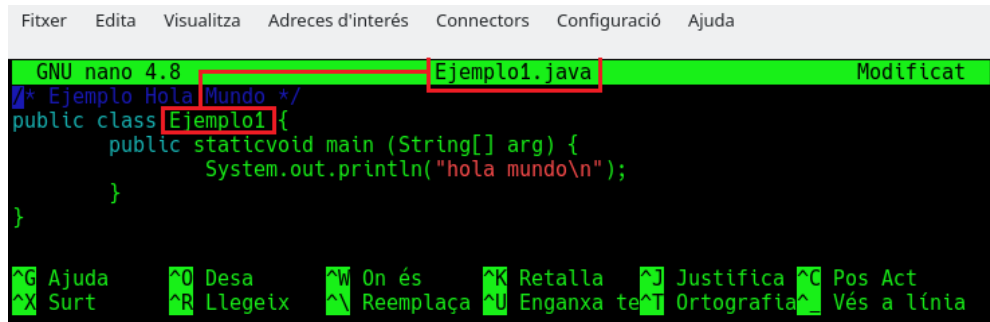 Fitxer Edita Visualitza Adreces d'interés Connectors Configuració Ajuda
GNU nano 4.8 Ejemplo1.java Modificat
/* Ejemplo Hola Mundo */
public class Ejemplo1 {
public staticvoid main (String[] arg) {
System.out.println("hola mundo\n");
}
}
^G Ajuda ^O Desa ^W On és ^K Retalla ^J Justifica ^C Pos Act
^X Surt ^R Llegeix ^\ Reemplaça ^U Enganxa te^T Ortografia^_ Vés a línia